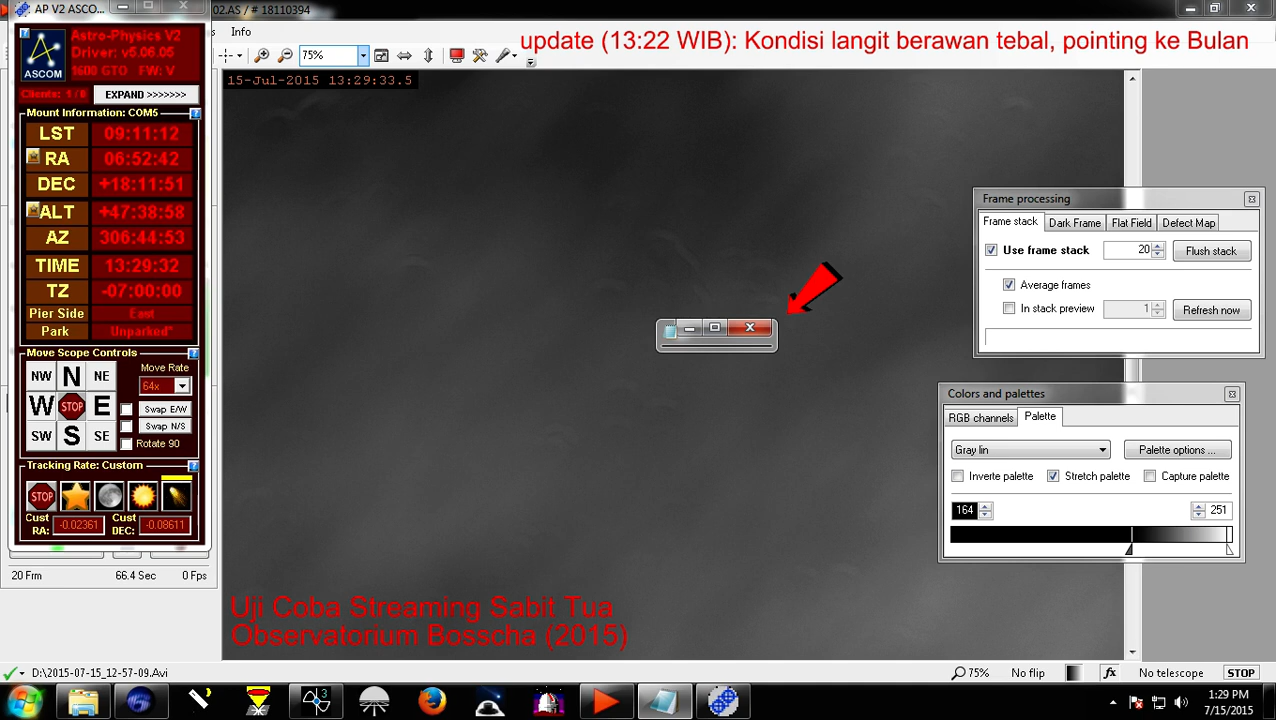 AP V2 ASCO...
02.AS / # 18110394
Astro-Physics V2
Driver: v5.06.05
1600 GTO FW: V
ASCOM
Clients: 1 / 0
EXPAND >>>>>>>
Info
75%
update (13:22 WIB): Kondisi langit berawan tebal, pointing ke Bulan
15-Jul-2015 13:29:33.5
Mount Information: COM5
LST 09:11:12
RA 06:52:42
DEC +18:11:51
ALT +47:38:58
AZ 306:44:53
TIME 13:29:32
TZ -07:00:00
Pier Side East
Park Unparked"
Move Scope Controls
NW N NE
W STOP E
SW S SE
Move Rate
64x
Swap E/W
Swap N/S
Rotate 90
Tracking Rate: Custom
STOP
Cust RA: -0.02361
Cust DEC: -0.08611
20 Frm 66.4 Sec 0 Fps
Frame processing
Frame stack Dark Frame Flat Field Defect Map
Use frame stack 20 Flush stack
Average frames
In stack preview 1 Refresh now
Colors and palettes
RGB channels Palette
Gray lin Palette options ...
Inverte palette Stretch palette Capture palette
164 251
Uji Coba Streaming Sabit Tua
Observatorium Bosscha (2015)
D:\2015-07-15_12-57-09.Avi
75% No flip fx No telescope STOP
3
1:29 PM
7/15/2015